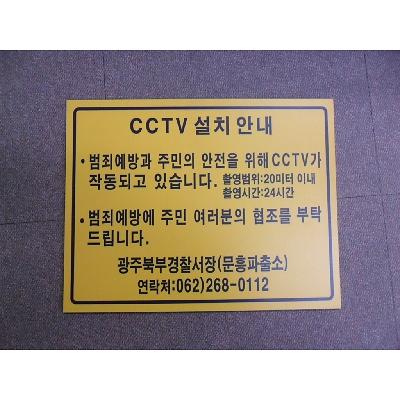 CCTV 설치 안내
• 범죄예방과 주민의 안전을 위해 CCTV가
작동되고 있습니다. 촬영범위:20미터 이내
촬영시간:24시간
• 범죄예방에 주민 여러분의 협조를 부탁
드립니다.
광주북부경찰서장(문흥파출소)
연락처:062)268-0112